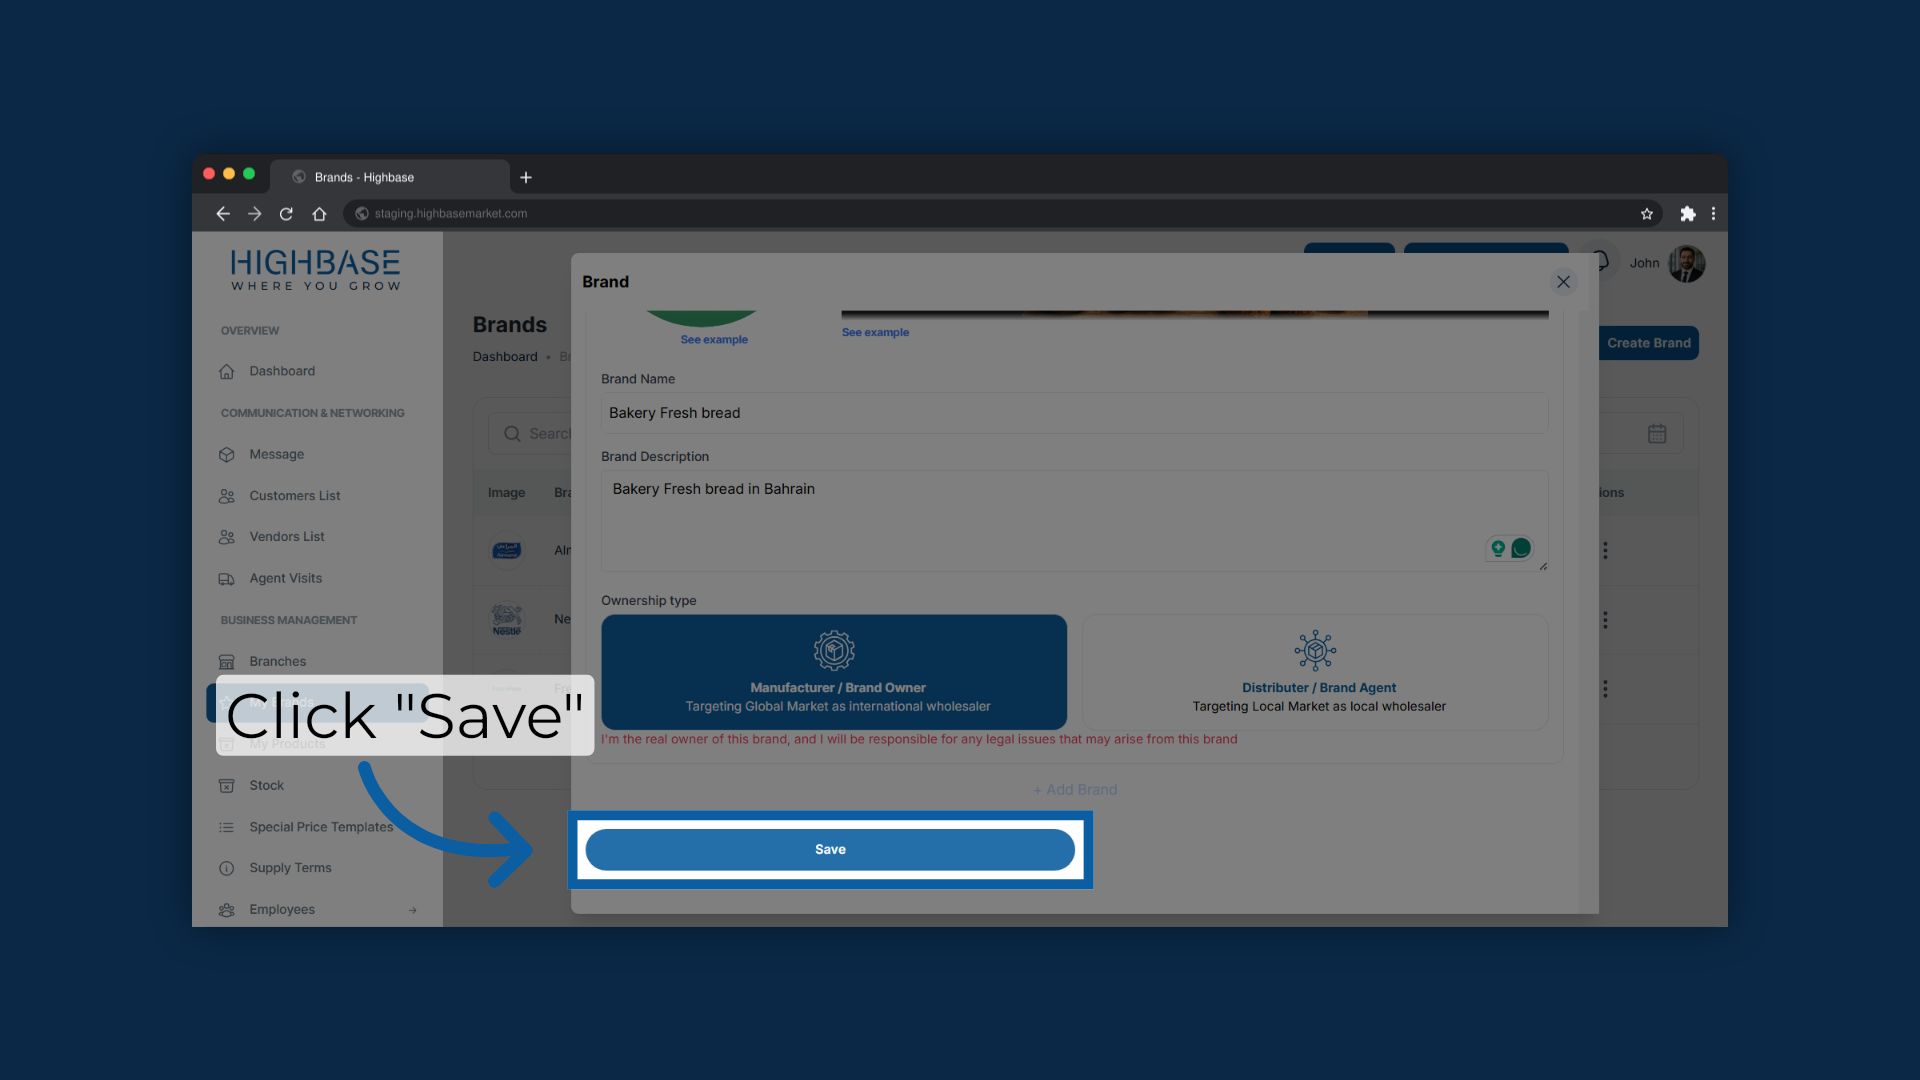 Brands - Highbase
staging.highbasemarket.com
HIGHBASE
WHERE YOU GROW
OVERVIEW
Dashboard
COMMUNICATION & NETWORKING
Message
Customers List
Vendors List
Agent Visits
BUSINESS MANAGEMENT
Branches
My Brands
My Products
Stock
Special Price Templates
Supply Terms
Employees
John
Brands
Dashboard • Br
Create Brand
Search
Image Bra
ions
Aln
Nestle
Ne
Fre
Brand
See example
See example
Brand Name
Bakery Fresh bread
Brand Description
Bakery Fresh bread in Bahrain
Ownership type
Manufacturer / Brand Owner
Targeting Global Market as international wholesaler
Distributer / Brand Agent
Targeting Local Market as local wholesaler
I'm the real owner of this brand, and I will be responsible for any legal issues that may arise from this brand
+ Add Brand
Save
Click "Save"